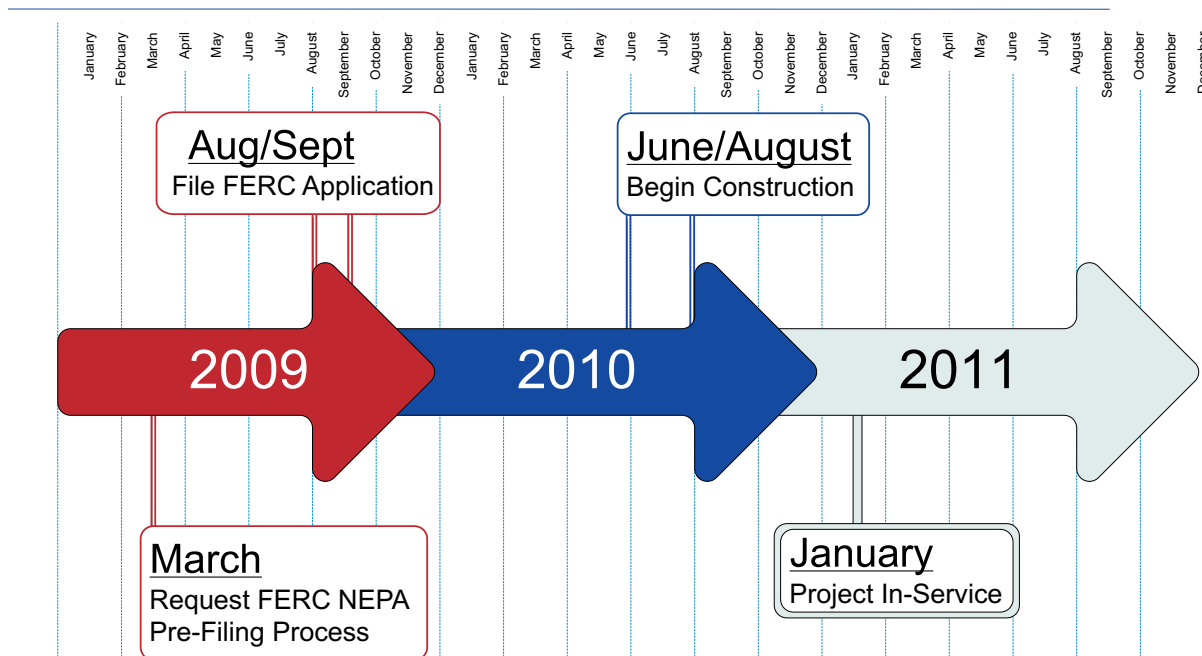 January February March April May June July August September October November December January February March April May June July August September October November December January February March April May June July August September October November December
Aug/Sept
File FERC Application
June/August
Begin Construction
2009
2010
2011
March
Request FERC NEPA
Pre-Filing Process
January
Project In-Service